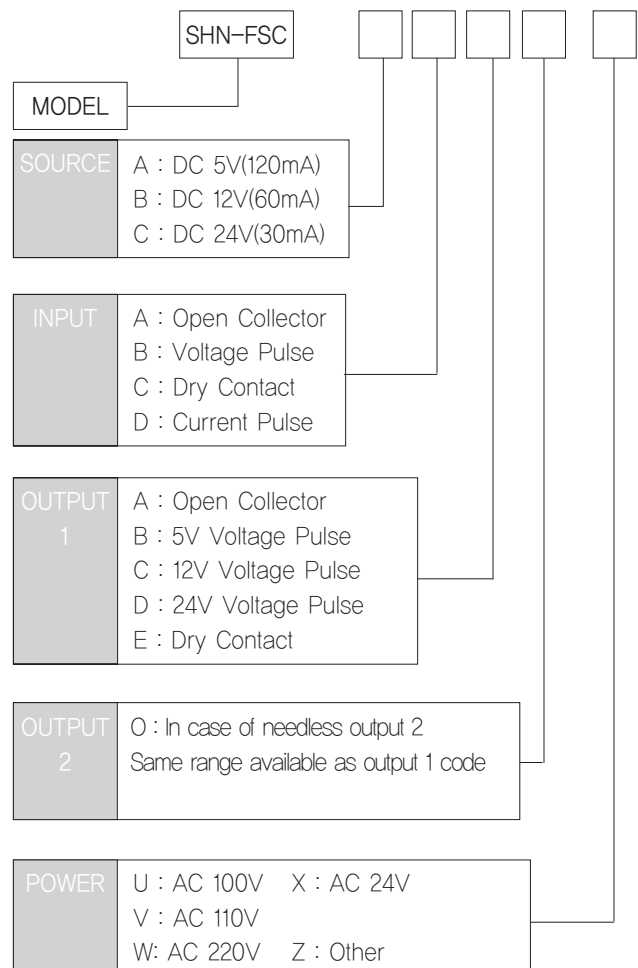 SHN-FSC
MODEL
SOURCE
A : DC 5V(120mA)
B : DC 12V(60mA)
C : DC 24V(30mA)
INPUT
A : Open Collector
B : Voltage Pulse
C : Dry Contact
D : Current Pulse
OUTPUT
1
A : Open Collector
B : 5V Voltage Pulse
C : 12V Voltage Pulse
D : 24V Voltage Pulse
E : Dry Contact
OUTPUT
2
O : In case of needless output 2
Same range available as output 1 code
POWER
U : AC 100V X : AC 24V
V : AC 110V
W: AC 220V Z : Other